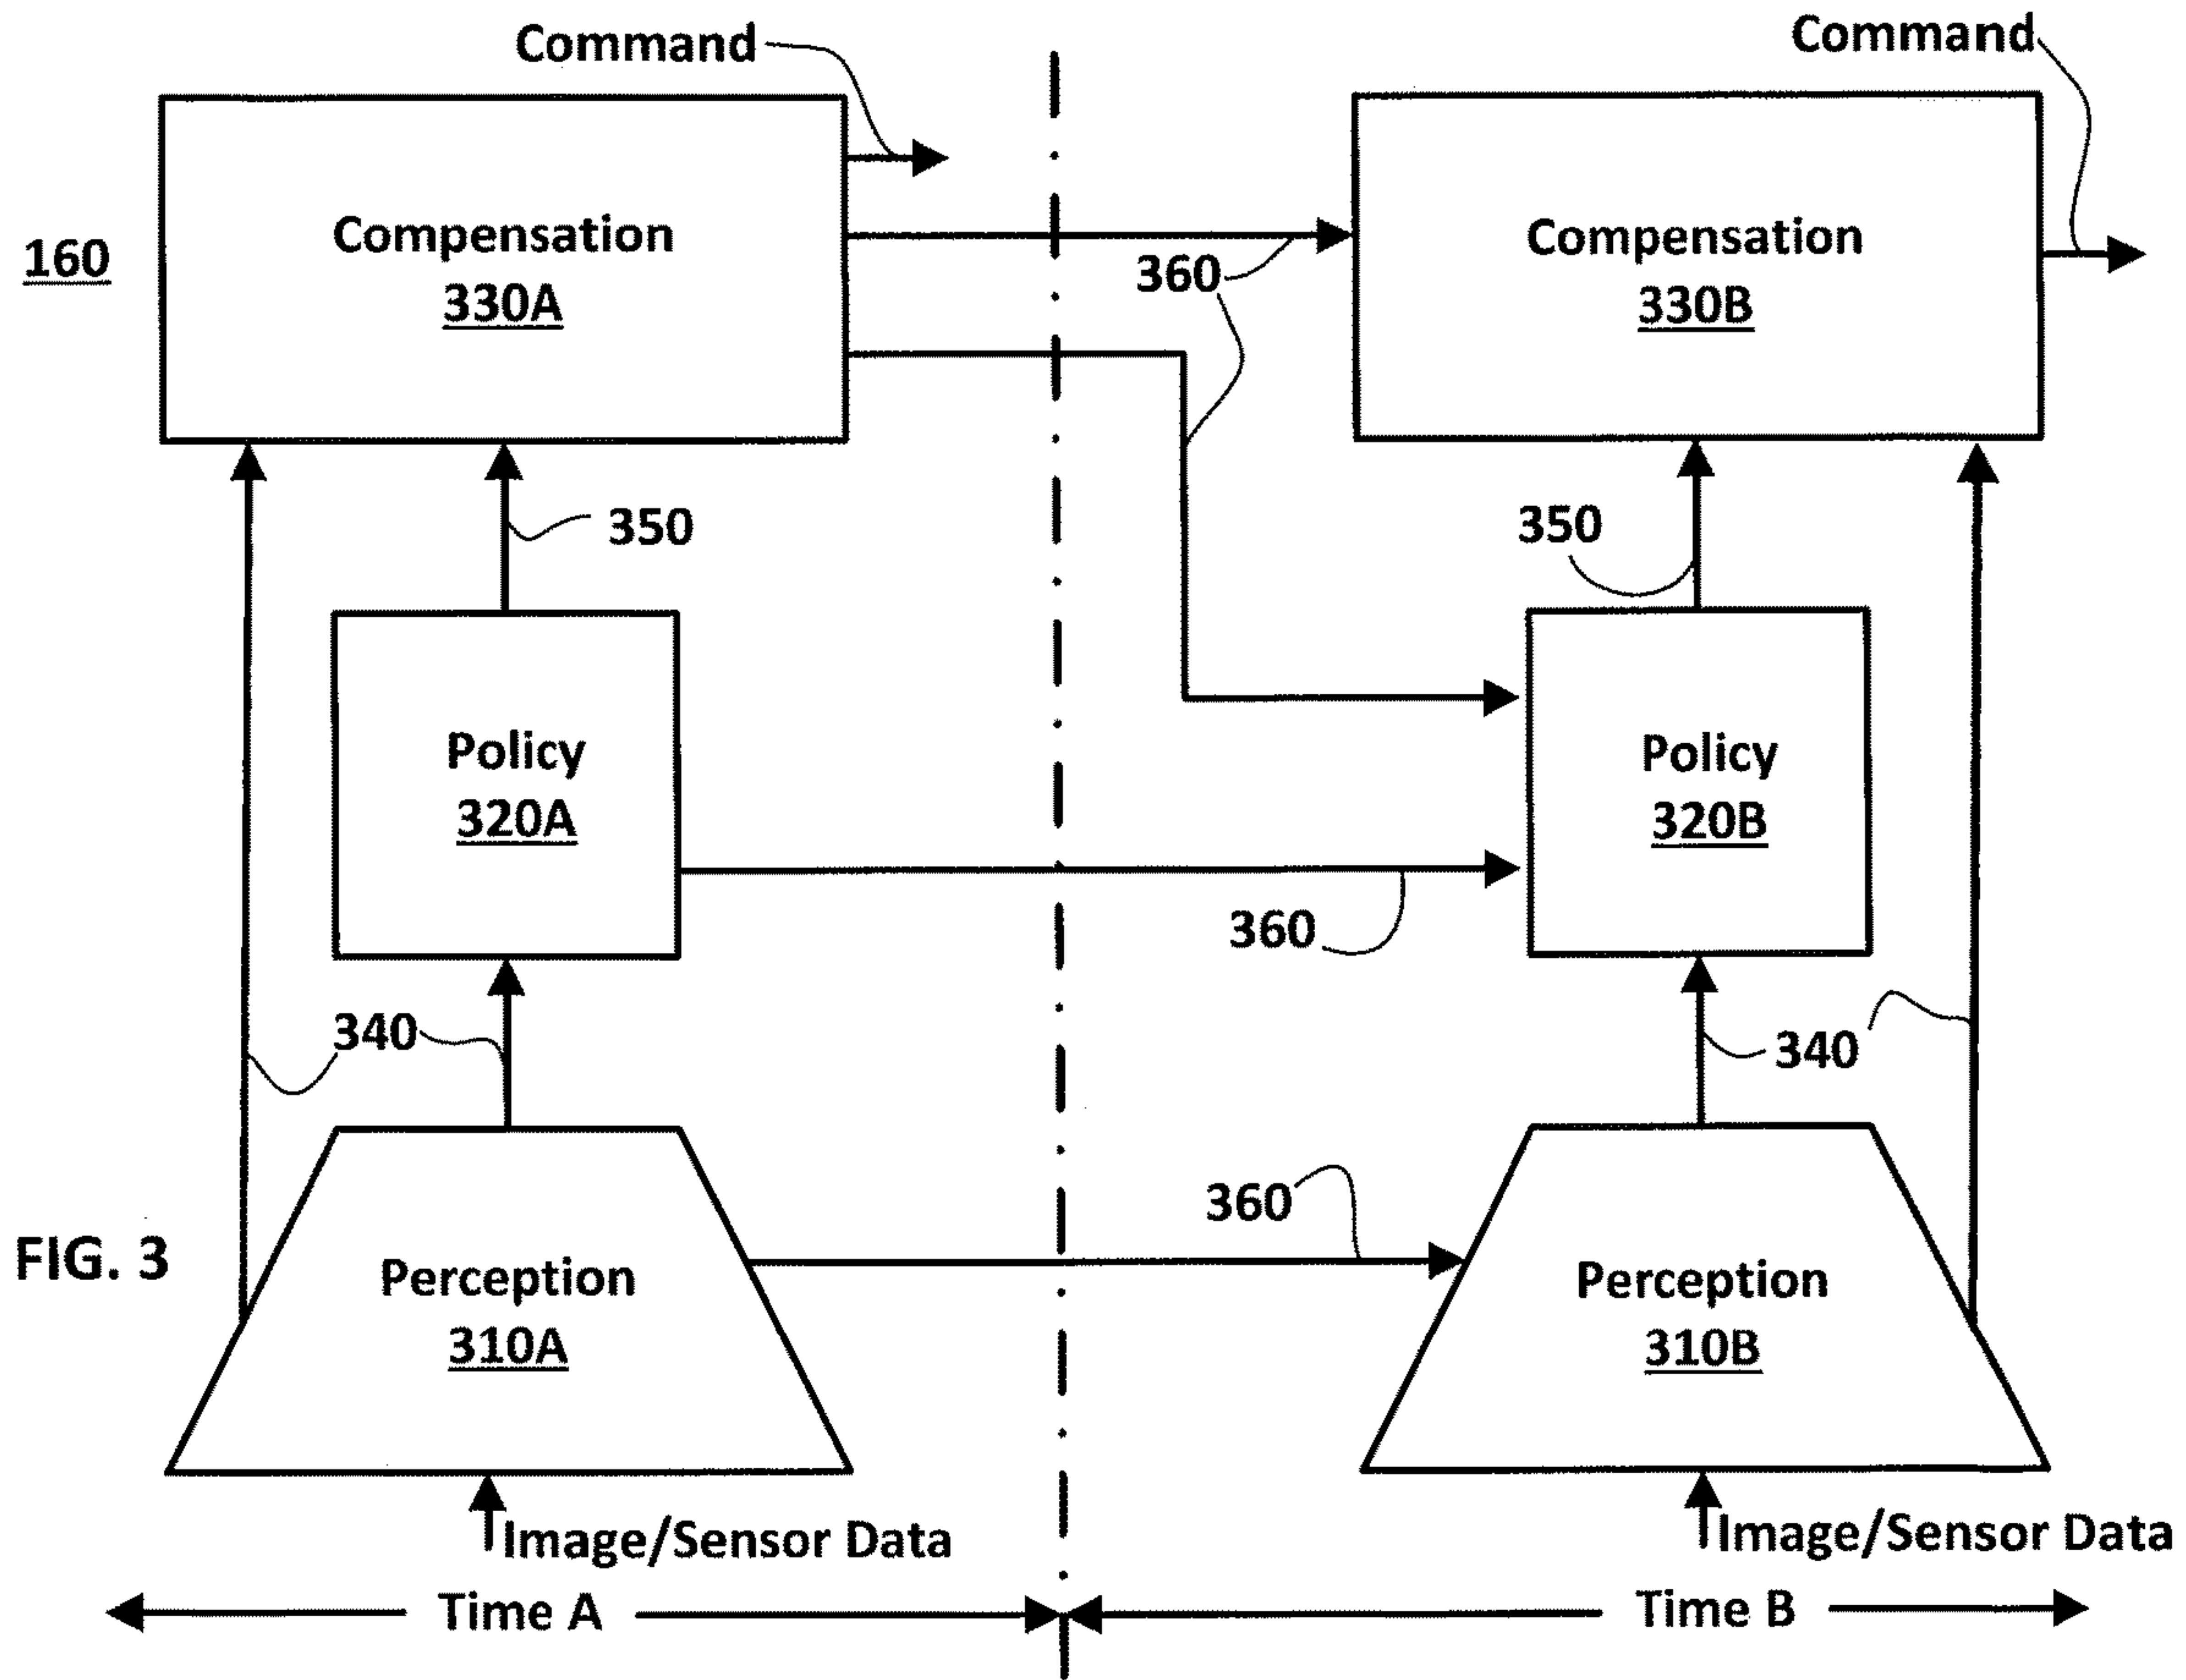 Command
Command
160
Compensation
330A
360
Compensation
330B
350
350
Policy
320A
Policy
320B
360
340
340
360
FIG. 3
Perception
310A
Perception
310B
Image/Sensor Data
Image/Sensor Data
Time A
Time B